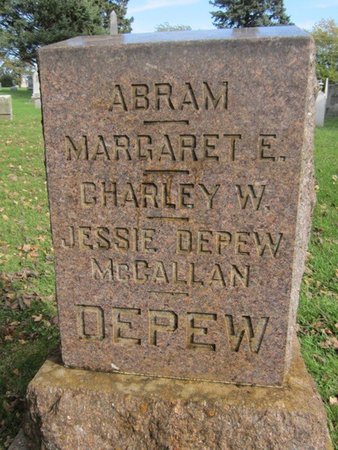 ABRAM
MARGARET E.
CHARLEY W.
JESSIE DEPEW
McCALLAN
DEPEW